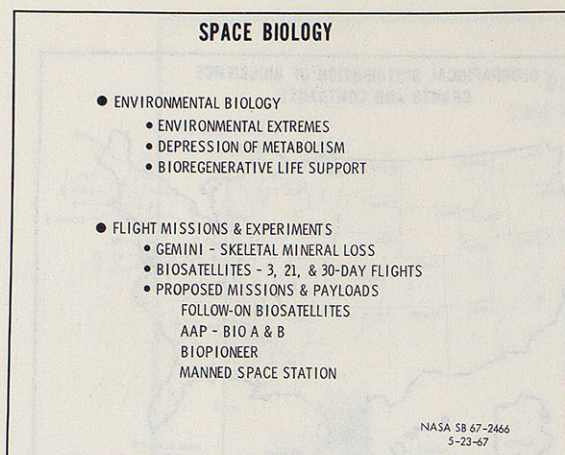 SPACE BIOLOGY
● ENVIRONMENTAL BIOLOGY
• ENVIRONMENTAL EXTREMES
• DEPRESSION OF METABOLISM
• BIOREGENERATIVE LIFE SUPPORT
● FLIGHT MISSIONS & EXPERIMENTS
• GEMINI - SKELETAL MINERAL LOSS
• BIOSATELLITES - 3, 21, & 30-DAY FLIGHTS
• PROPOSED MISSIONS & PAYLOADS
FOLLOW-ON BIOSATELLITES
AAP - BIO A & B
BIOPIONEER
MANNED SPACE STATION
NASA SB 67-2466
5-23-67